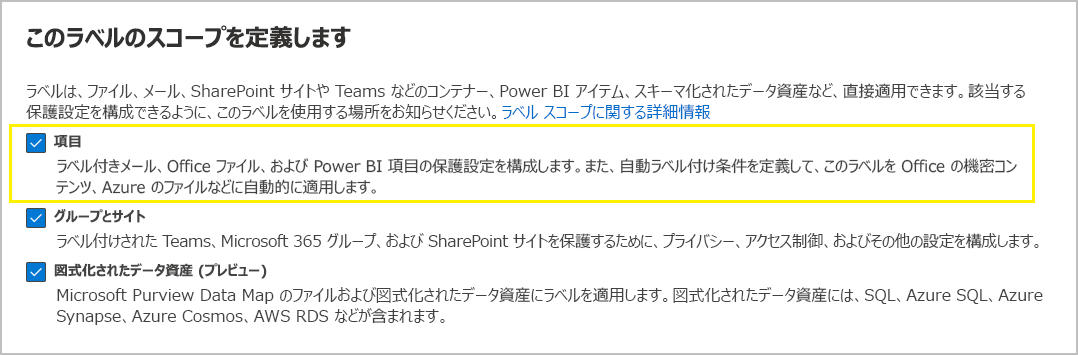 このラベルのスコープを定義します
ラベルは、ファイル、メール、SharePoint サイトや Teams などのコンテナー、Power BI アイテム、スキーマ化されたデータ資産など、直接適用できます。該当する
保護設定を構成できるように、このラベルを使用する場所をお知らせください。ラベル スコープに関する詳細情報
項目
ラベル付きメール、Office ファイル、および Power BI 項目の保護設定を構成します。また、自動ラベル付け条件を定義して、このラベルを Office の機密コン
テンツ、Azure のファイルなどに自動的に適用します。
グループとサイト
ラベル付けされた Teams、Microsoft 365 グループ、および SharePoint サイトを保護するために、プライバシー、アクセス制御、およびその他の設定を構成します。
図式化されたデータ資産 (プレビュー)
Microsoft Purview Data Map のファイルおよび図式化されたデータ資産にラベルを適用します。図式化されたデータ資産には、SQL、Azure SQL、Azure
Synapse、Azure Cosmos、AWS RDS などが含まれます。